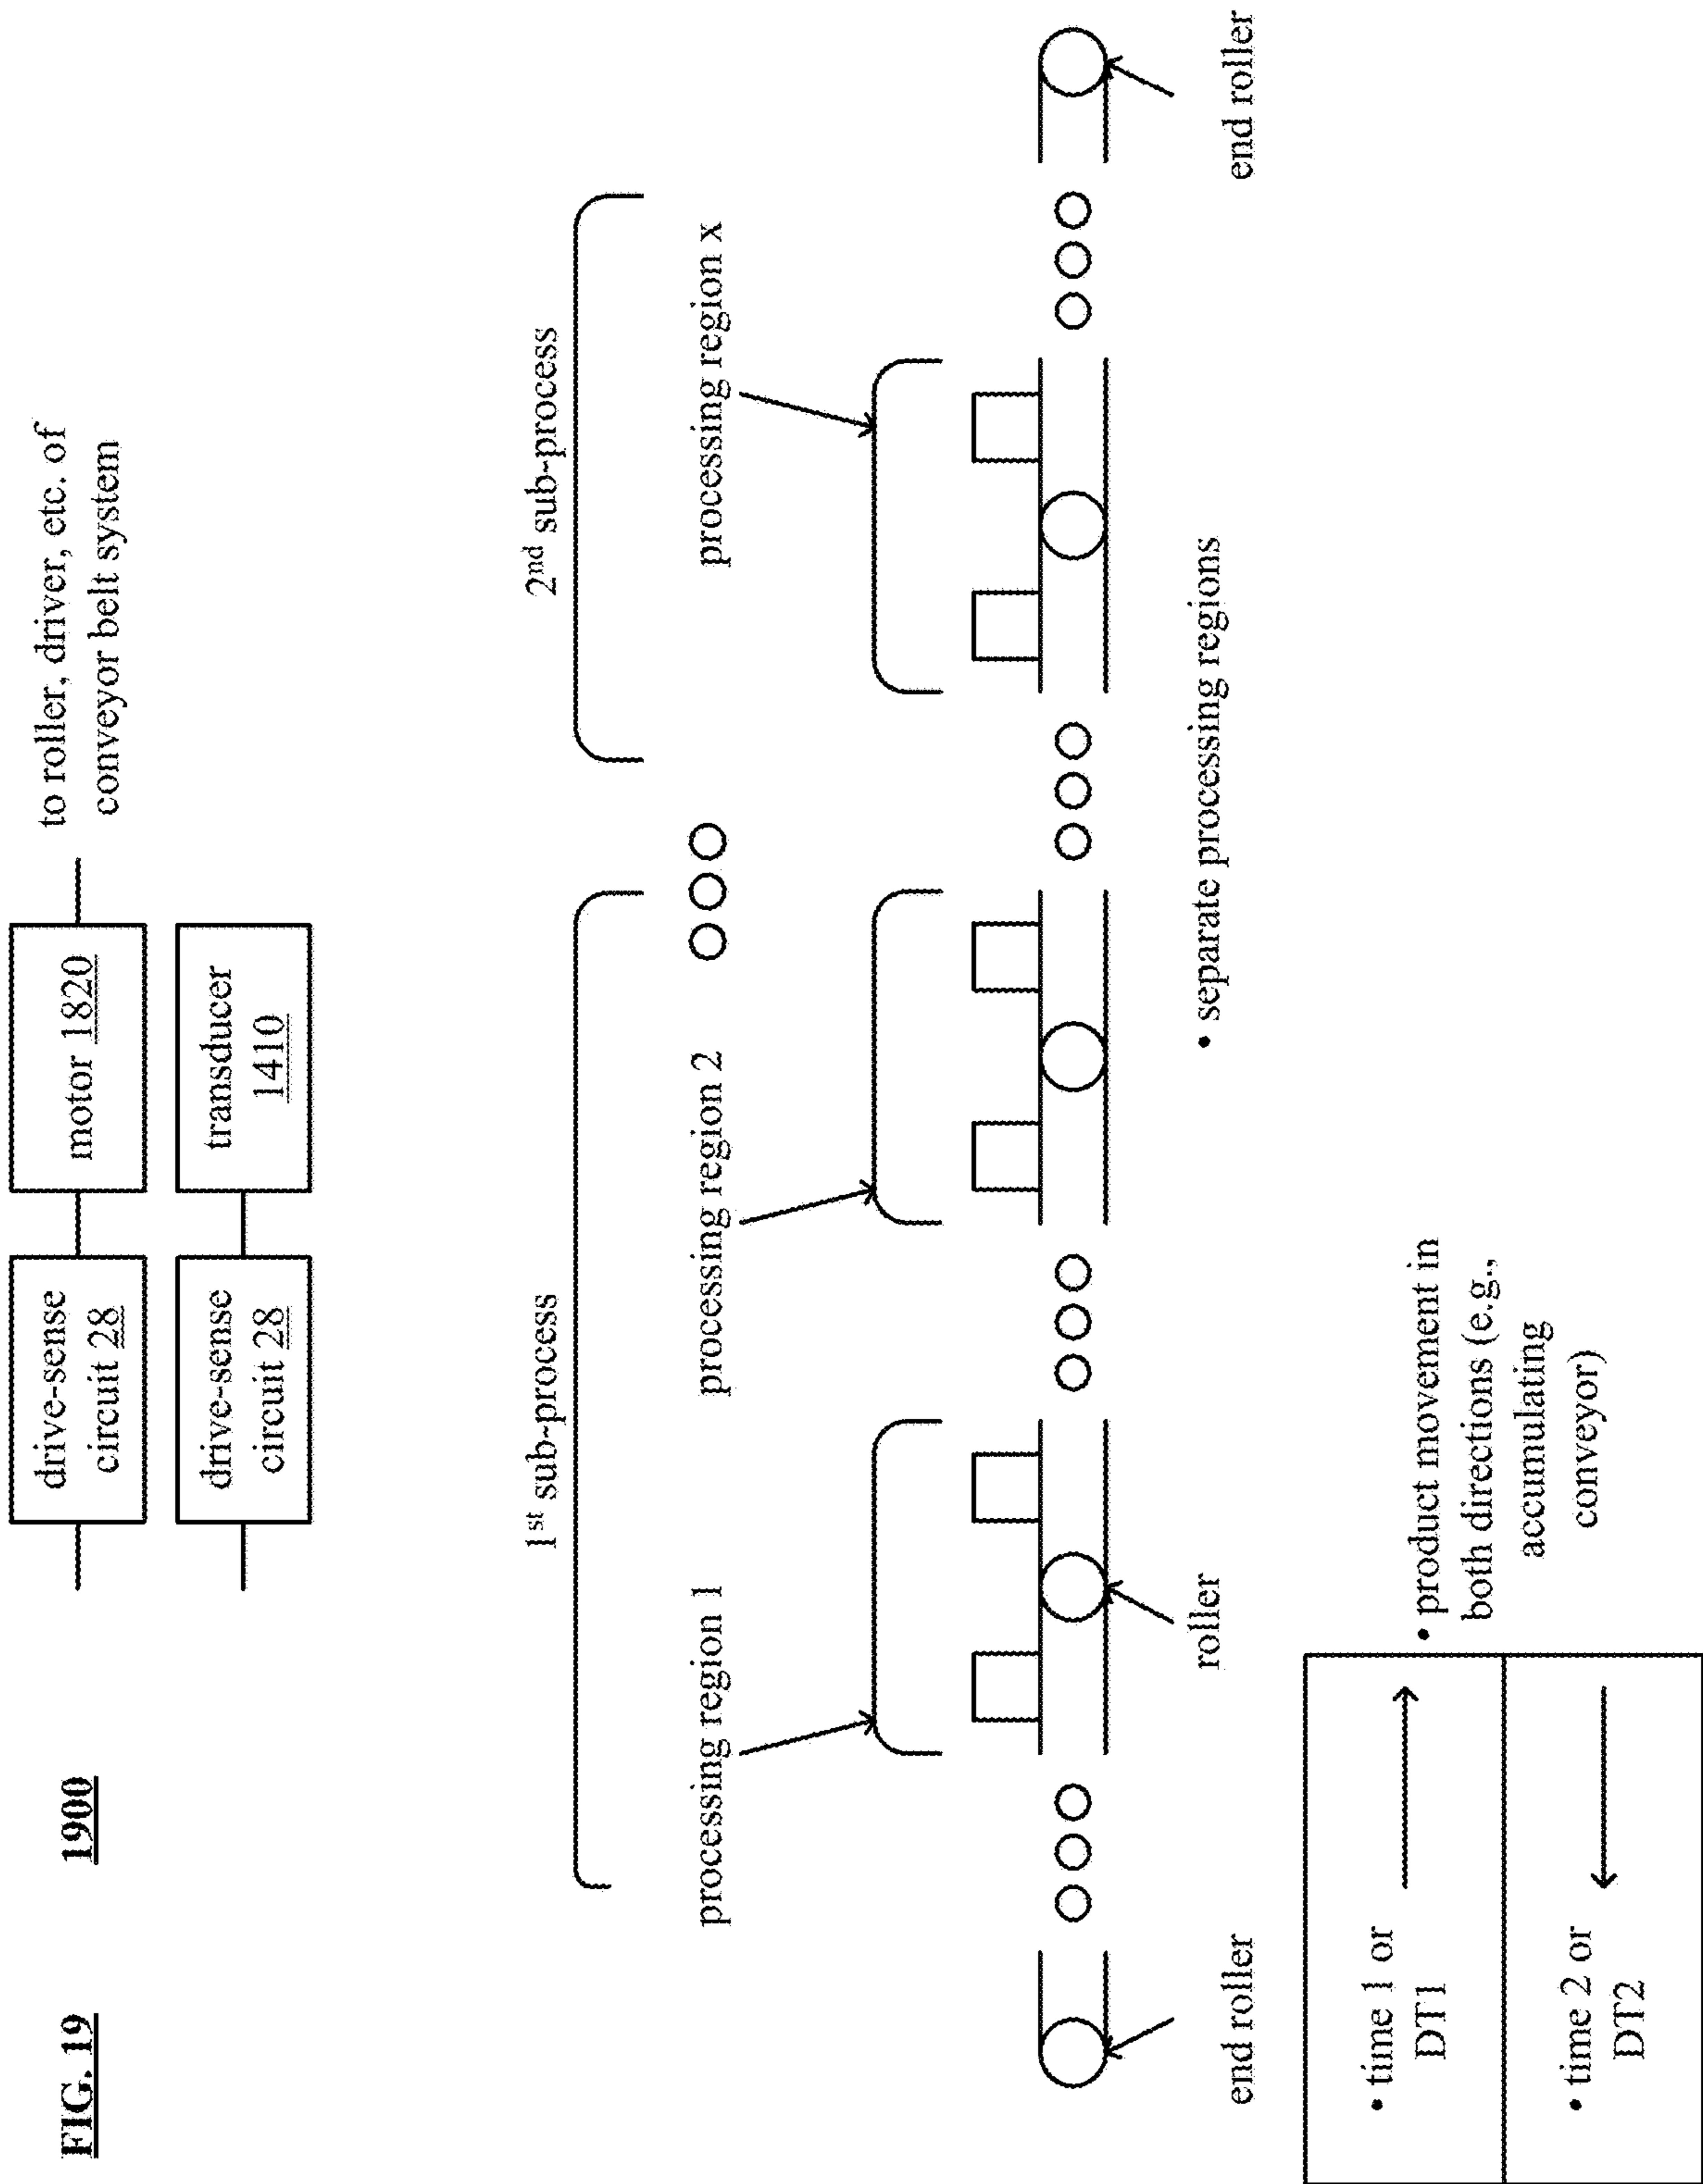 FIG. 19
1900
drive-sense
circuit 28
motor 1820
to roller, driver, etc. of
conveyor belt system
drive-sense
circuit 28
transducer
1410
1st sub-process
2nd sub-process
processing region 1
processing region 2
processing region x
end roller
roller
• separate processing regions
end roller
• time 1 or
DT1
• time 2 or
DT2
• product movement in
both directions (e.g.,
accumulating
conveyor)